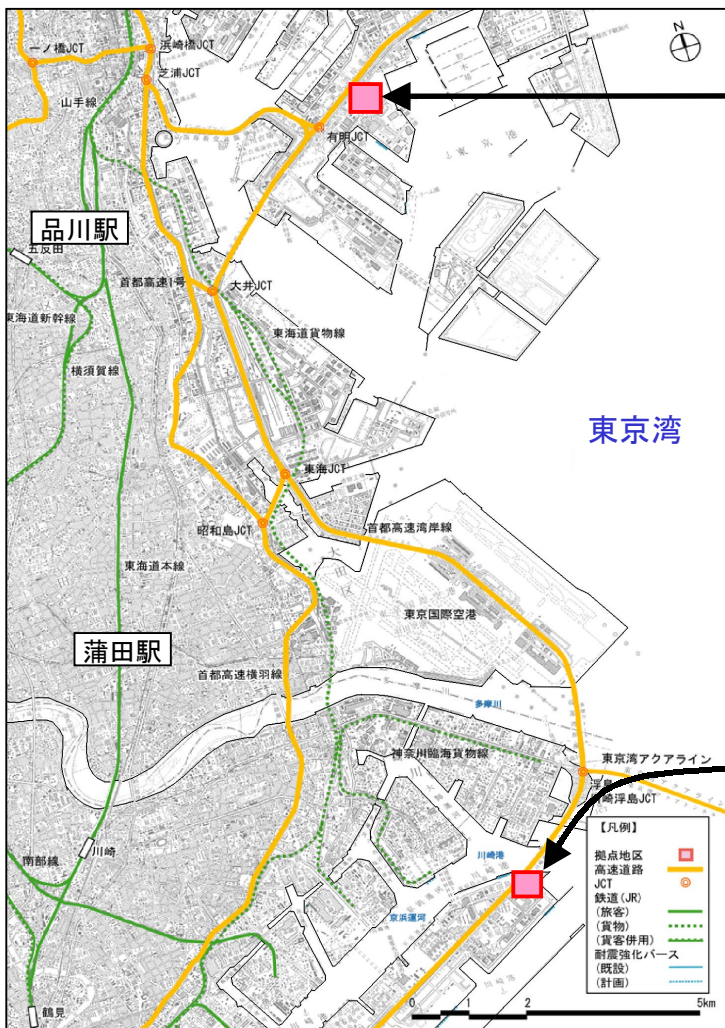 一ノ橋JCT
浜崎橋JCT
芝浦JCT
山手線
有明JCT
東京港
N
品川駅
五反田
首都高速1号
大井JCT
東海道新幹線
東海道貨物線
横須賀線
東京湾
東海JCT
昭和島JCT
首都高速湾岸線
東海道本線
大田区
東京国際空港
蒲田駅
首都高速横羽線
多摩川
神奈川臨海貨物線
東京湾アクアライン
川崎浮島JCT
川崎港
南部線
川崎
京浜運河
鶴見
【凡例】
拠点地区
高速道路
JCT
鉄道(JR)
(旅客)
(貨物)
(貨客併用)
耐震強化バース
(既設)
(計画)
0 1 2 5km